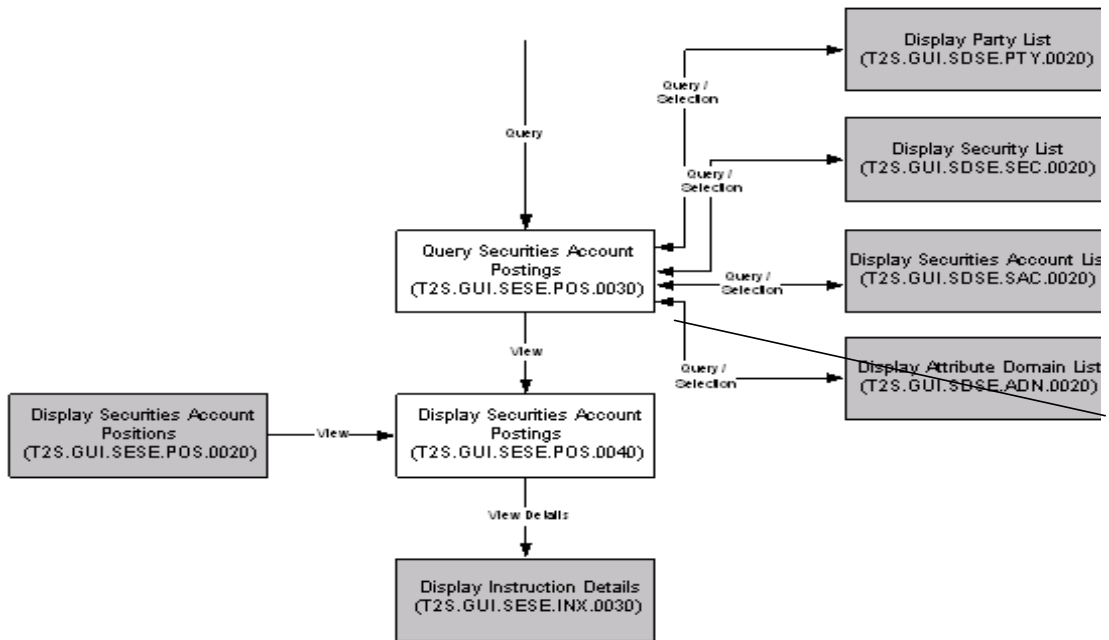 Display Party List
(T2S.GUI.SDSE.PTY.0020)
Query /
Selection
Query
Display Security List
(T2S.GUI.SDSE.SEC.0020)
Query /
Selection
Query Securities Account
Postings
(T2S.GUI.SESE.POS.0030)
Display Securities Account Lis
(T2S.GUI.SDSE.SAC.0020)
Query /
Selection
View
Display Attribute Domain List
(T2S.GUI.SDSE.ADN.0020)
Query /
Selection
Display Securities Account
Positions
(T2S.GUI.SESE.POS.0020)
View
Display Securities Account
Postings
(T2S.GUI.SESE.POS.0040)
View Details
Display Instruction Details
(T2S.GUI.SESE.INX.0030)